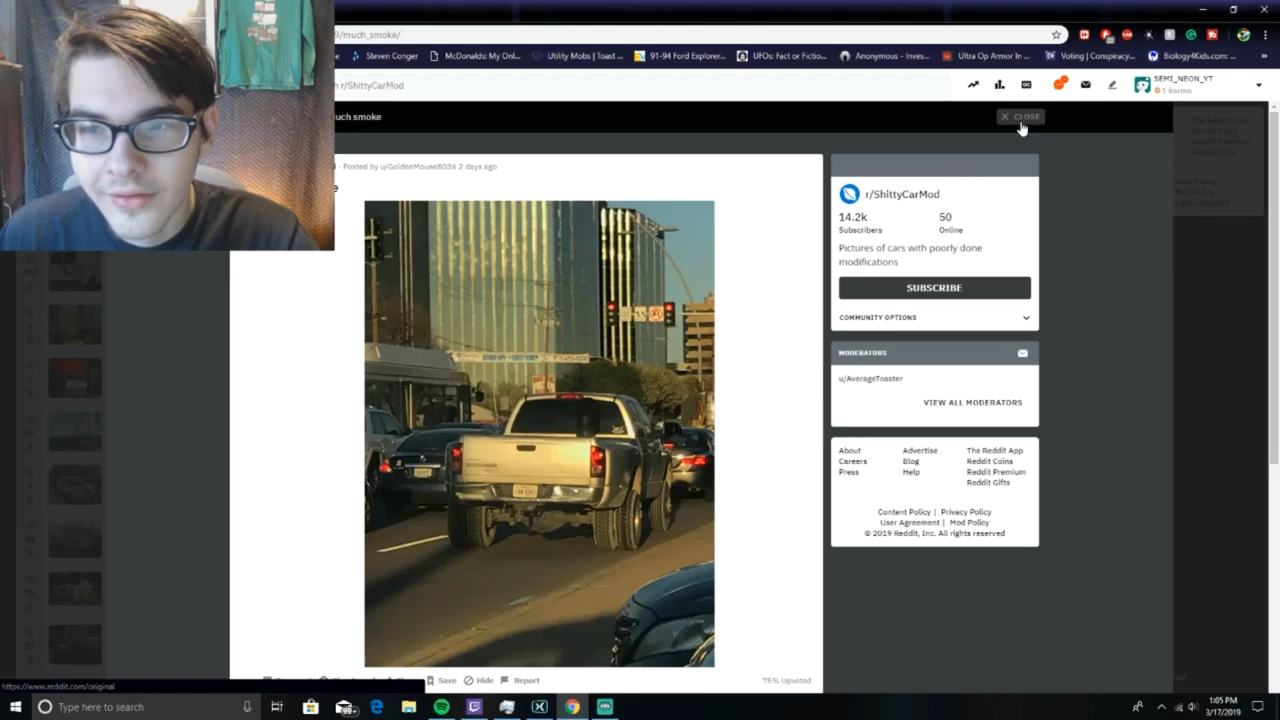 9/much_smoke/
Steven Conger
McDonalds: My Onl...
Utility Mobs | Toast...
91-94 Ford Explorer...
UFOs: Fact or Fictio...
Anonymous - Inves...
Ultra Op Armor In ...
Voting | Conspiracy...
Biology4Kids.com: ...
n r/ShittyCarMod
20
SEMI_NEON_YT
1 karma
uch smoke
CLOSE
· Posted by u/GoldenMouse8036 2 days ago
e
r/ShittyCarMod
14.2k
50
Subscribers
Online
Pictures of cars with poorly done
modifications
SUBSCRIBE
COMMUNITY OPTIONS
MODERATORS
u/AverageToaster
VIEW ALL MODERATORS
About
Advertise
The Reddit App
Careers
Blog
Reddit Coins
Press
Help
Reddit Premium
Reddit Gifts
Content Policy | Privacy Policy
User Agreement | Mod Policy
© 2019 Reddit, Inc. All rights reserved
DODGE
Save
Hide
Report
75% Upvoted
https://www.reddit.com/original
Type here to search
99+
1:05 PM
3/17/2019